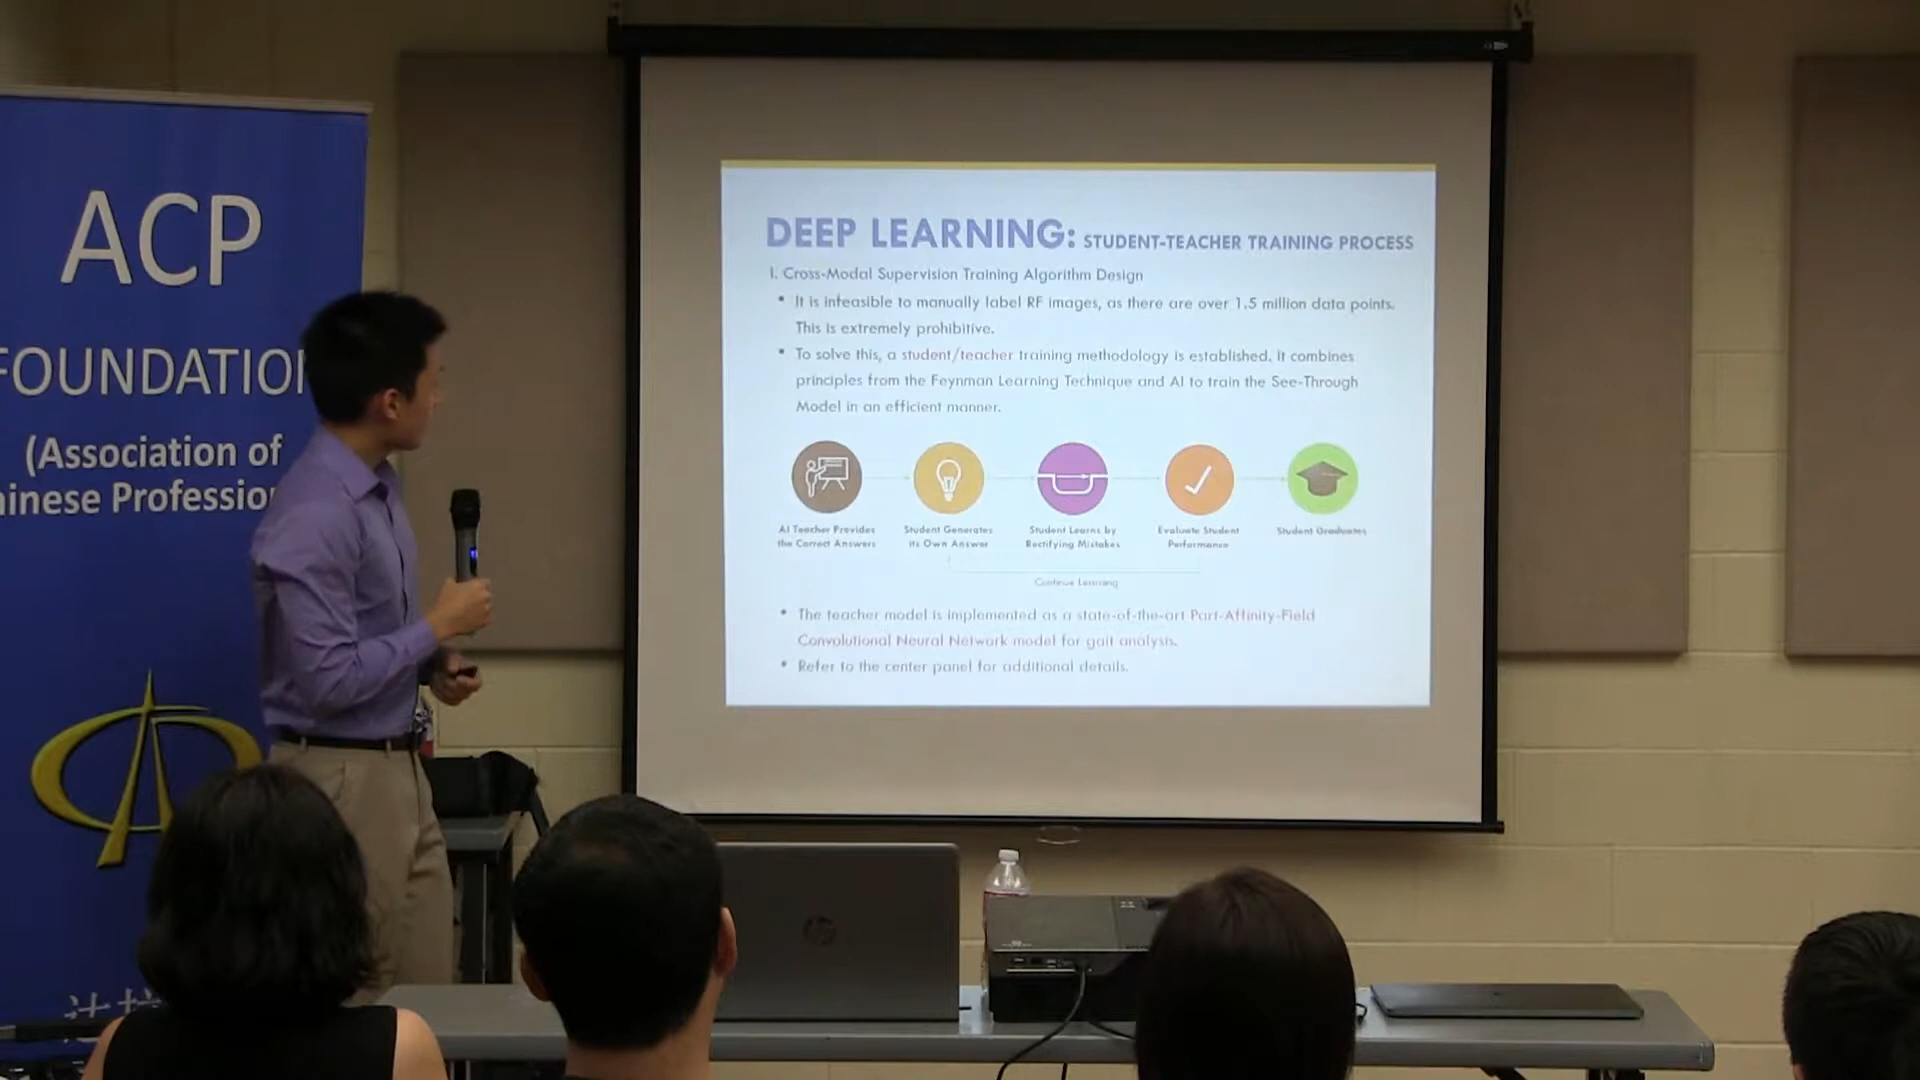 ACP
FOUNDATION
(Association of
hinese Profession
DEEP LEARNING: STUDENT-TEACHER TRAINING PROCESS
I. Cross-Modal Supervision Training Algorithm Design
• It is infeasible to manually label RF images, as there are over 1.5 million data points.
This is extremely prohibitive.
• To solve this, a student/teacher training methodology is established. It combines
principles from the Feynman Learning Technique and AI to train the See-Through
Model in an efficient manner.
AI Teacher Provides
the Correct Answers
Student Generates
its Own Answer
Student Learns by
Rectifying Mistakes
Evaluate Student
Performance
Student Graduates
Continue Learning
• The teacher model is implemented as a state-of-the-art Part-Affinity-Field
Convolutional Neural Network model for gait analysis.
• Refer to the center panel for additional details.
hp